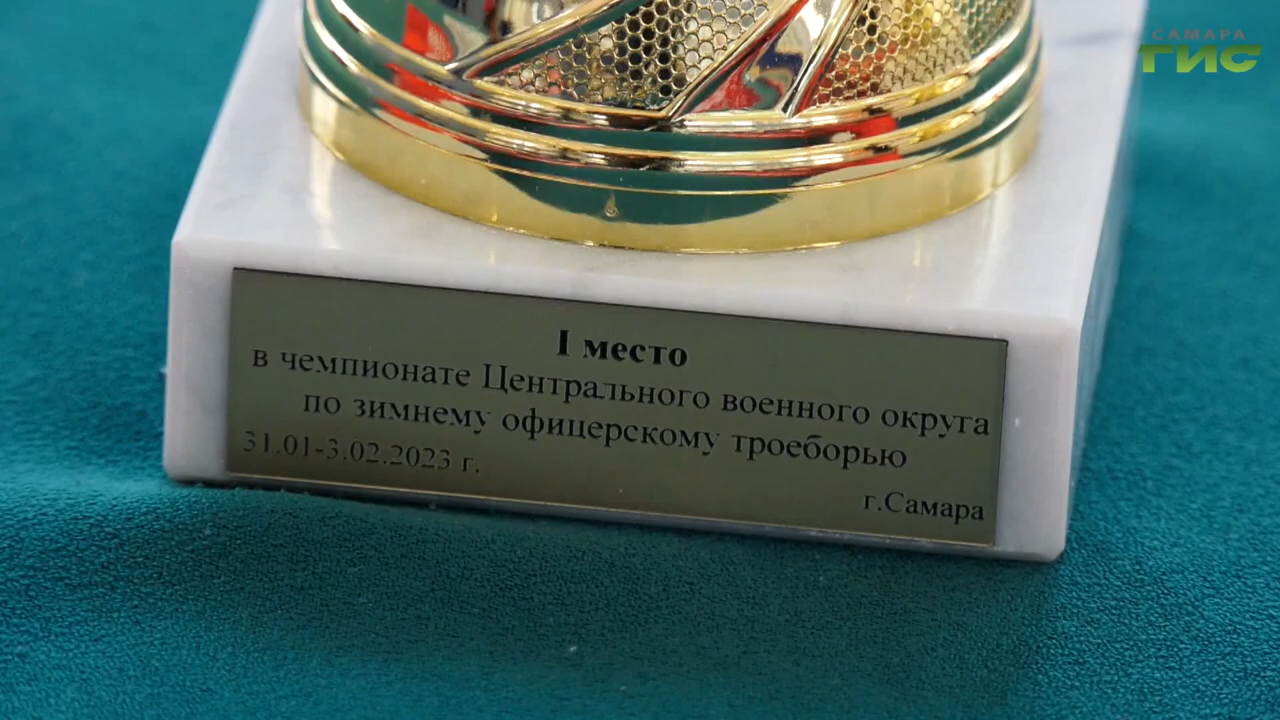 САМАРА
ГИС
I место
в чемпионате Центрального военного округа
по зимнему офицерскому троеборью
31.01-3.02.2023 г.
г.Самара